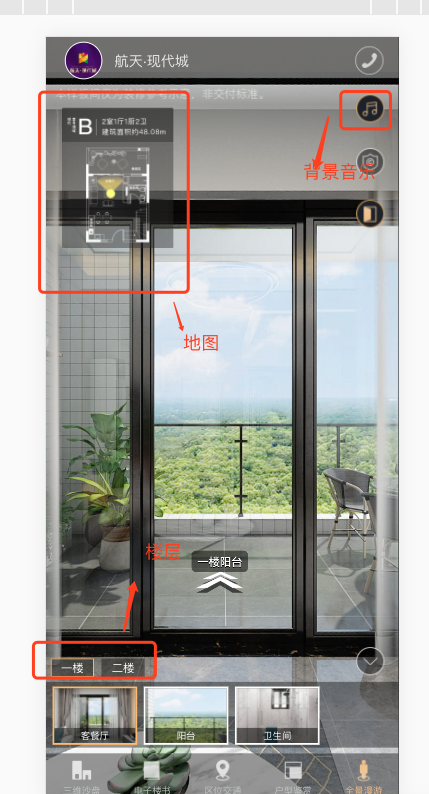 航天·现代城
本样板间仅为装修参考示意，非交付标准。
B
2室1厅1厨2卫
建筑面积约48.08m
背景音乐
地图
楼层
一楼阳台
一楼
二楼
客餐厅
阳台
卫生间
三维沙盘
电子楼书
区位交通
户型鉴赏
全景漫游